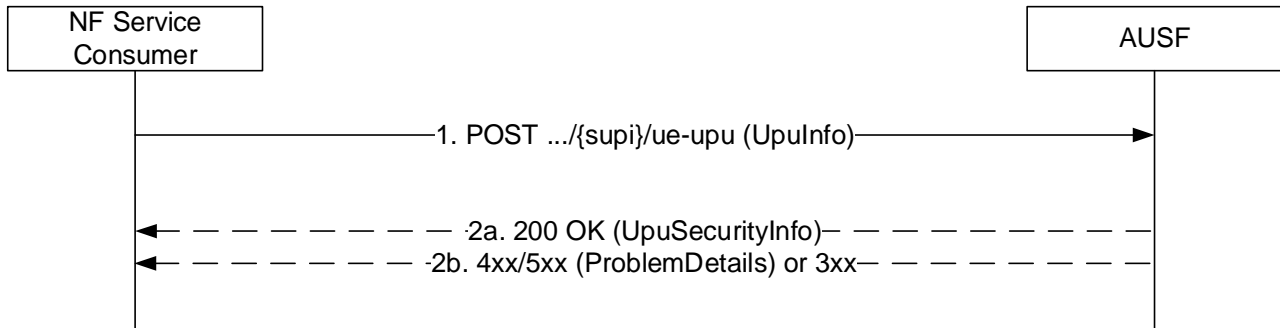 NF Service
Consumer
AUSF
1. POST .../{supi}/ue-upu (UpuInfo)
2a. 200 OK (UpuSecurityInfo)
2b. 4xx/5xx (ProblemDetails) or 3xx